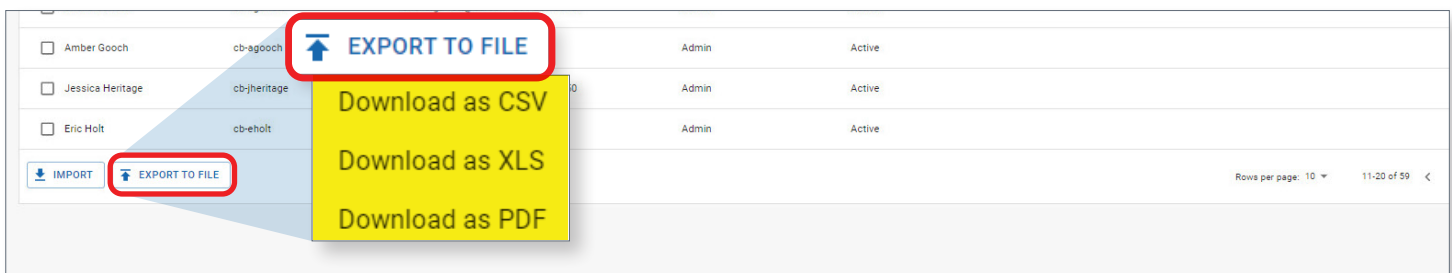 Amber Gooch cb-agooch EXPORT TO FILE Admin Active
Download as CSV
Jessica Heritage cb-jheritage Admin Active
Download as XLS
Eric Holt cb-eholt Admin Active
Download as PDF
IMPORT EXPORT TO FILE Rows per page: 10 11-20 of 59